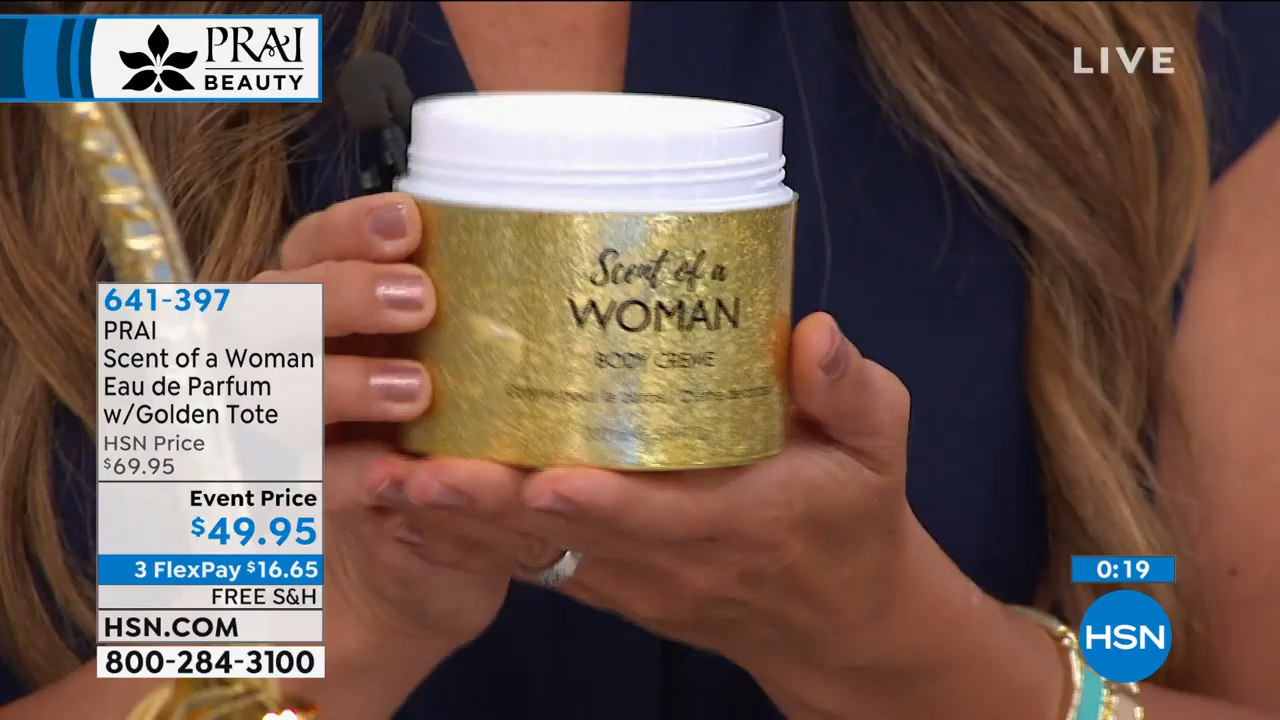 PRAI
BEAUTY
LIVE
Scent of a
WOMAN
BODY CREME
641-397
PRAI
Scent of a Woman
Eau de Parfum
w/Golden Tote
HSN Price
$69.95
Event Price
$49.95
3 FlexPay $16.65
FREE S&H
HSN.COM
800-284-3100
0:19
HSN